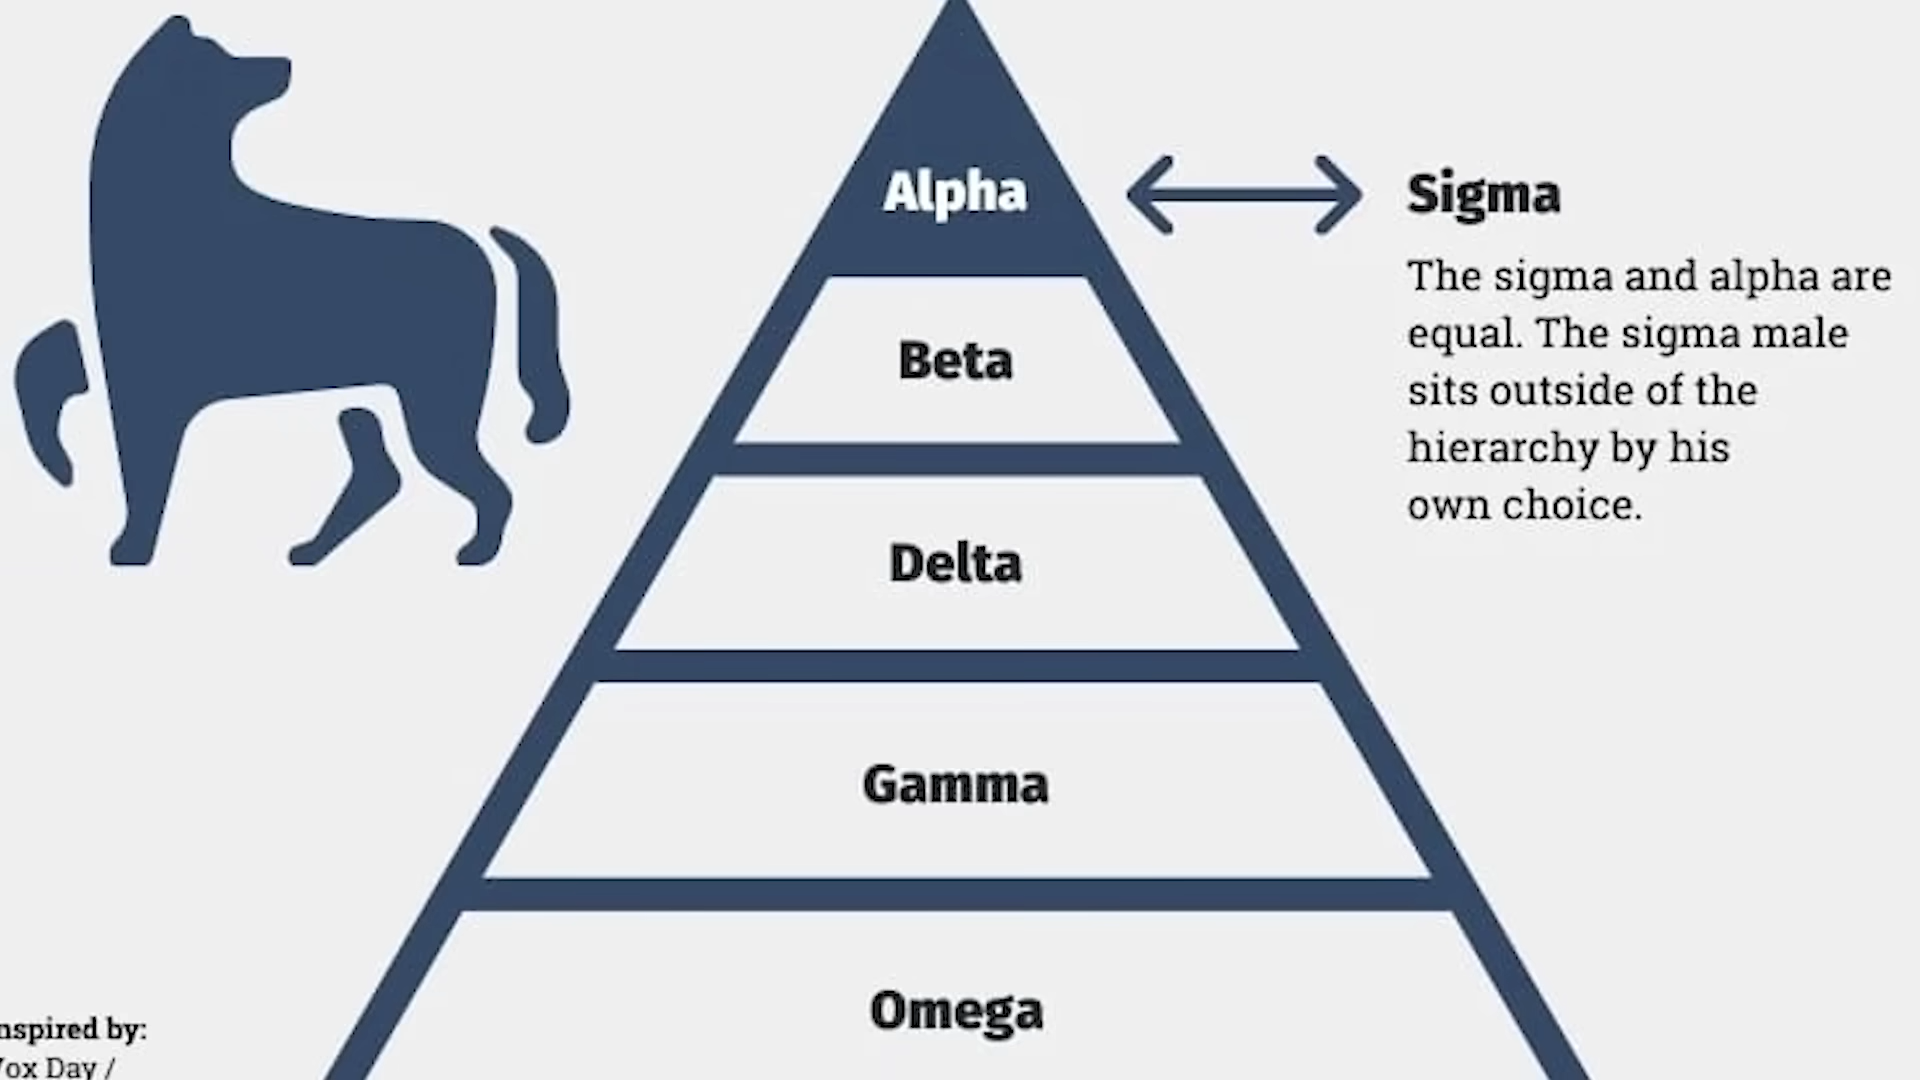 Alpha
Sigma
The sigma and alpha are
equal. The sigma male
sits outside of the
hierarchy by his
own choice.
Beta
Delta
Gamma
Omega
nspired by:
Vox Day /